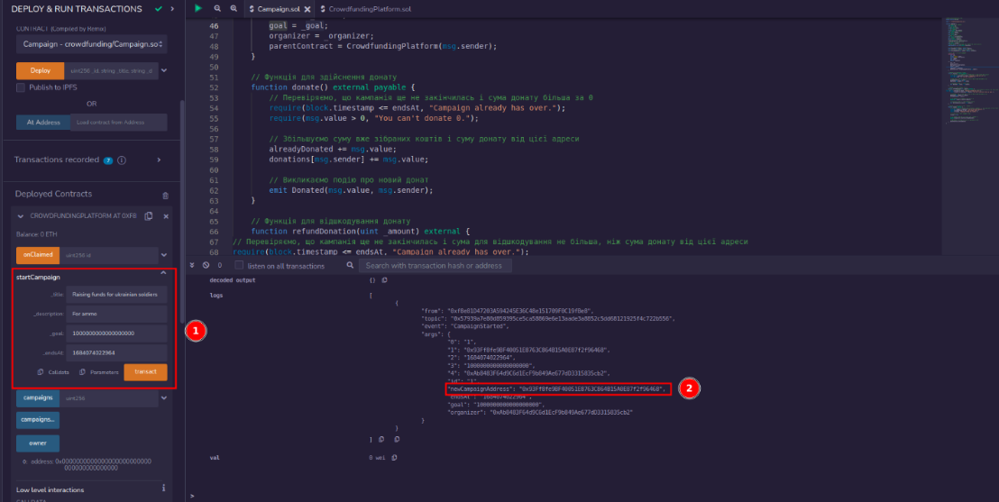 DEPLOY & RUN TRANSACTIONS
CONTRACT (Compiled by Remix)
Campaign - crowdfunding/Campaign.so
Deploy uint256 _id, string _title, string _d
Publish to IPFS
OR
At Address Load contract from Address
Transactions recorded 7
Deployed Contracts
CROWDFUNDINGPLATFORM AT 0XF8
Balance: 0 ETH
onClaimed uint256 id
startCampaign
_title: Raising funds for ukrainian soldiers
_description: For ammo
_goal: 1000000000000000000
_endsAt: 1684074022964
Calldata Parameters transact
campaigns uint256
campaigns...
owner
0: address: 0x00000000000000000000000
00000000000000000
Low level interactions
CALLDATA
1
Campaign.sol CrowdfundingPlatform.sol
46 goal = _goal;
47 organizer = _organizer;
48 parentContract = CrowdfundingPlatform(msg.sender);
49 }
50
51 // Функція для здійснення донату
52 function donate() external payable {
53 // Перевіряємо, що кампанія ще не закінчилась і сума донату більша за 0
54 require(block.timestamp <= endsAt, "Campaign already has over.");
55 require(msg.value > 0, "You can't donate 0.");
56
57 // Збільшуємо суму вже зібраних коштів і суму донату від цієї адреси
58 alreadyDonated += msg.value;
59 donations[msg.sender] += msg.value;
60
61 // Викликаємо подію про новий донат
62 emit Donated(msg.value, msg.sender);
63 }
64
65 // Функція для відшкодування донату
66 function refundDonation(uint _amount) external {
67 // Перевіряємо, що кампанія ще не закінчилась і сума для відшкодування не більша, ніж сума донату від цієї адреси
68 require(block.timestamp <= endsAt, "Campaign already has over.");
0 listen on all transactions Search with transaction hash or address
decoded output {}
logs [
{
"from":
"topic":
"event": "CampaignStarted",
"args": {
"0": "1",
"1":
"2": "1684074022964",
"3": "1000000000000000000",
"4":
"id": "1",
"newCampaignAddress":
2
"endsAt": "1684074022964",
"goal": "1000000000000000000",
"organizer":
}
}
]
val 0 wei
>